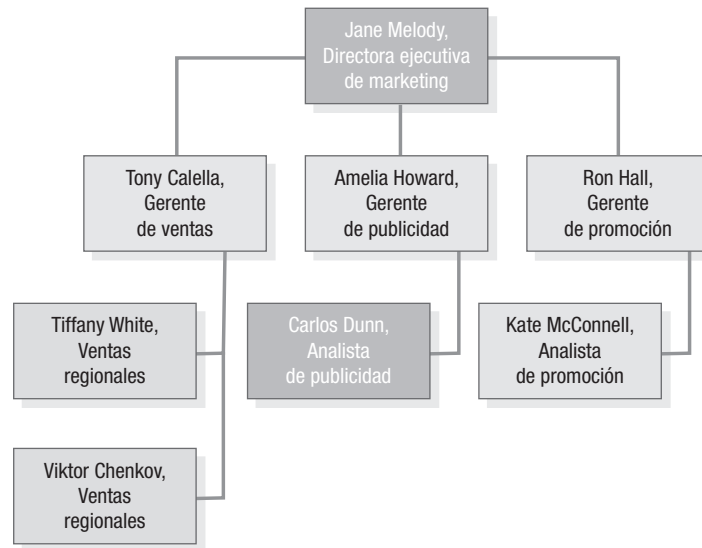 Jane Melody,
Directora ejecutiva
de marketing
Tony Calella,
Gerente
de ventas
Amelia Howard,
Gerente
de publicidad
Ron Hall,
Gerente
de promoción
Tiffany White,
Ventas
regionales
Carlos Dunn,
Analista
de publicidad
Kate McConnell,
Analista
de promoción
Viktor Chenkov,
Ventas
regionales